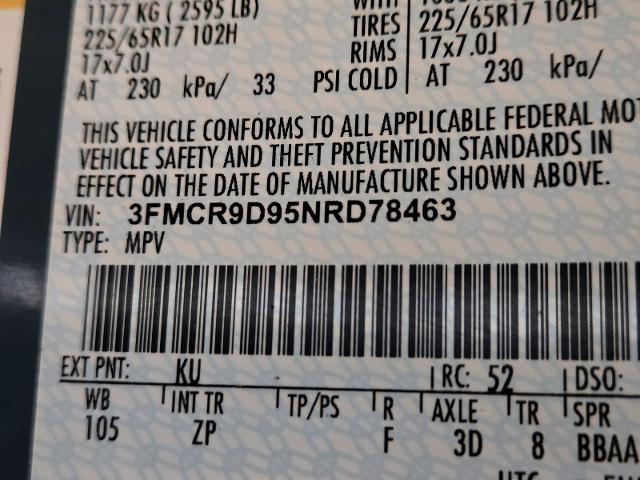 1177 KG ( 2595 LB) WITH
225/65R17 102H TIRES 225/65R17 102H
17x7.0J RIMS 17x7.0J
AT 230 kPa/ 33 PSI COLD AT 230 kPa/
THIS VEHICLE CONFORMS TO ALL APPLICABLE FEDERAL MOT
VEHICLE SAFETY AND THEFT PREVENTION STANDARDS IN
EFFECT ON THE DATE OF MANUFACTURE SHOWN ABOVE.
VIN: 3FMCR9D95NRD78463
TYPE: MPV
EXT PNT: KU RC: 52 DSO:
WB INT TR TP/PS R AXLE TR SPR
105 ZP F 3D 8 BBAA
UTC